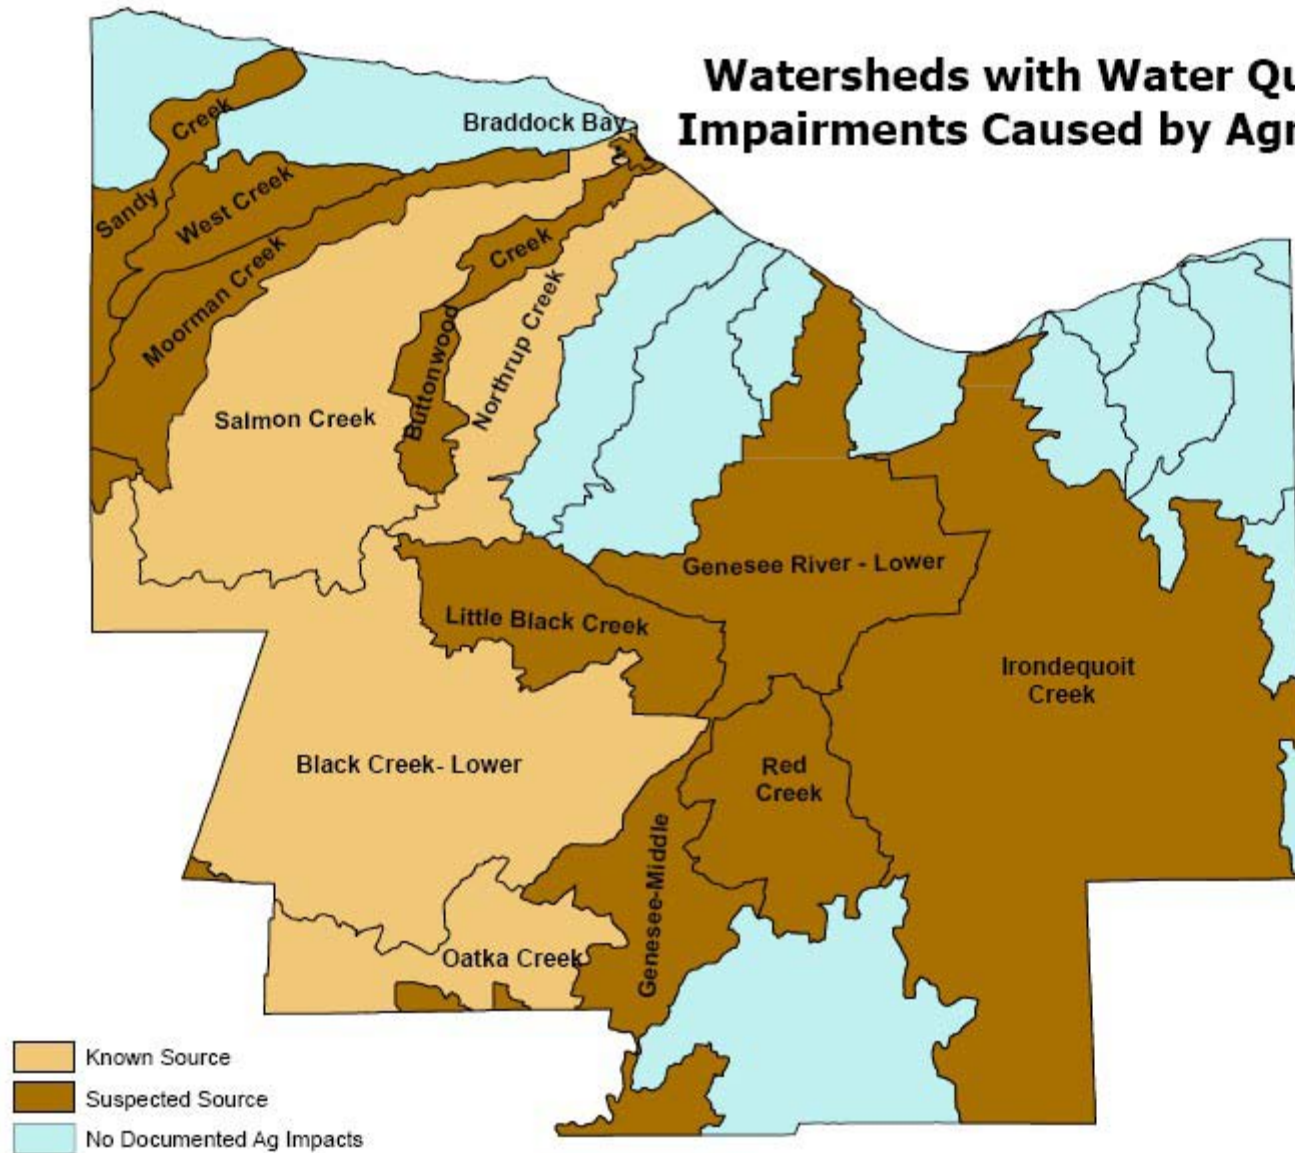 Watersheds with Water Qu
Impairments Caused by Agr
Braddock Bay
Creek
Sandy
West Creek
Moorman Creek
Creek
Buttonwood
Northrup Creek
Salmon Creek
Genesee River - Lower
Little Black Creek
Irondequoit
Creek
Black Creek- Lower
Red
Creek
Genesee-Middle
Oatka Creek
Known Source
Suspected Source
No Documented Ag Impacts